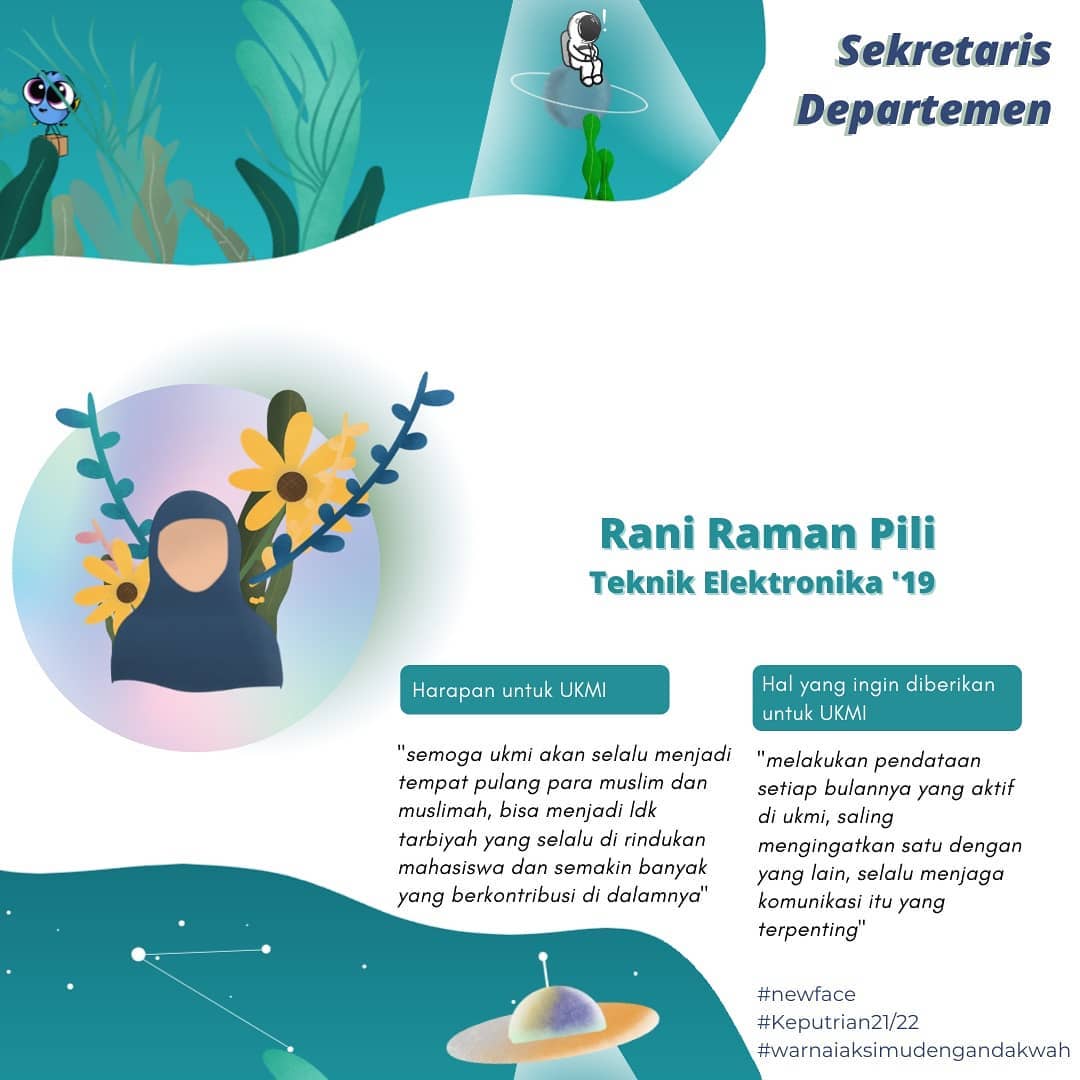 Sekretaris
Departemen
Rani Raman Pili
Teknik Elektronika '19
Harapan untuk UKMI
"semoga ukmi akan selalu menjadi
tempat pulang para muslim dan
muslimah, bisa menjadi ldk
tarbiyah yang selalu di rindukan
mahasiswa dan semakin banyak
yang berkontribusi di dalamnya"
Hal yang ingin diberikan
untuk UKMI
"melakukan pendataan
setiap bulannya yang aktif
di ukmi, saling
mengingatkan satu dengan
yang lain, selalu menjaga
komunikasi itu yang
terpenting"
#newface
#Keputrian21/22
#warnaiaksimudengandakwah